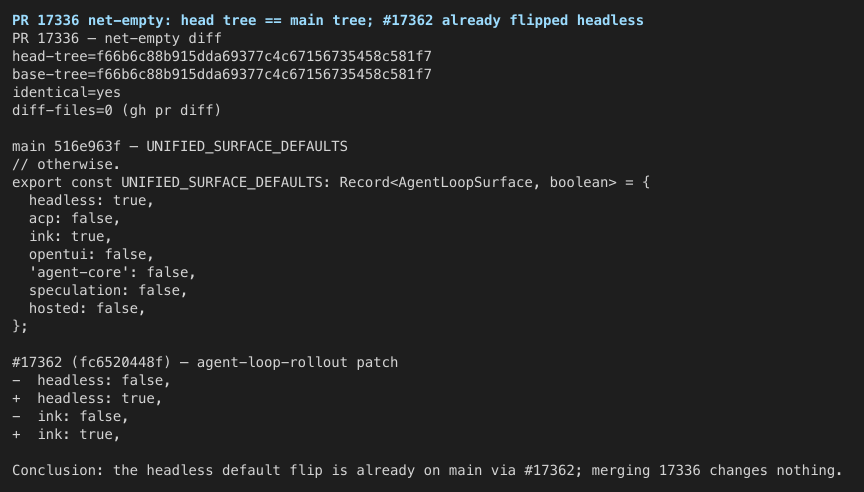 PR 17336 net-empty: head tree == main tree; #17362 already flipped headless
PR 17336 — net-empty diff
head-tree=f66b6c88b915dda69377c4c67156735458c581f7
base-tree=f66b6c88b915dda69377c4c67156735458c581f7
identical=yes
diff-files=0 (gh pr diff)

main 516e963f — UNIFIED_SURFACE_DEFAULTS
// otherwise.
export const UNIFIED_SURFACE_DEFAULTS: Record<AgentLoopSurface, boolean> = {
  headless: true,
  acp: false,
  ink: true,
  opentui: false,
  'agent-core': false,
  speculation: false,
  hosted: false,
};

#17362 (fc6520448f) — agent-loop-rollout patch
-  headless: false,
+  headless: true,
-  ink: false,
+  ink: true,

Conclusion: the headless default flip is already on main via #17362; merging 17336 changes nothing.